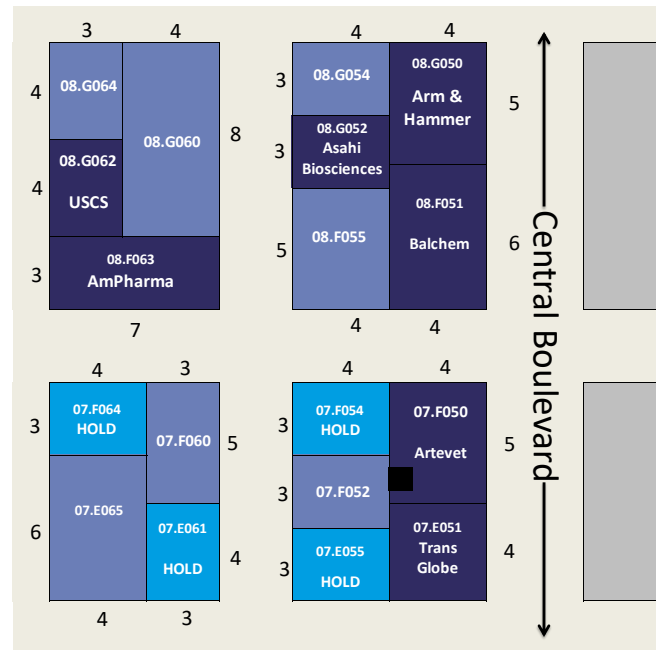 3 4
4
08.G064
08.G060
8
4
08.G062
USCS
3
08.F063
AmPharma
7
4 4
3
08.G054
08.G050
Arm &
Hammer
5
3
08.G052
Asahi
Biosciences
5
08.F055
08.F051
Balchem
6
4 4
Central Boulevard
4 3
3
07.F064
HOLD
07.F060
5
6
07.E065
07.E061
HOLD
4
4 3
4 4
3
07.F054
HOLD
07.F050
Artevet
5
3
07.F052
3
07.E055
HOLD
07.E051
Trans
Globe
4